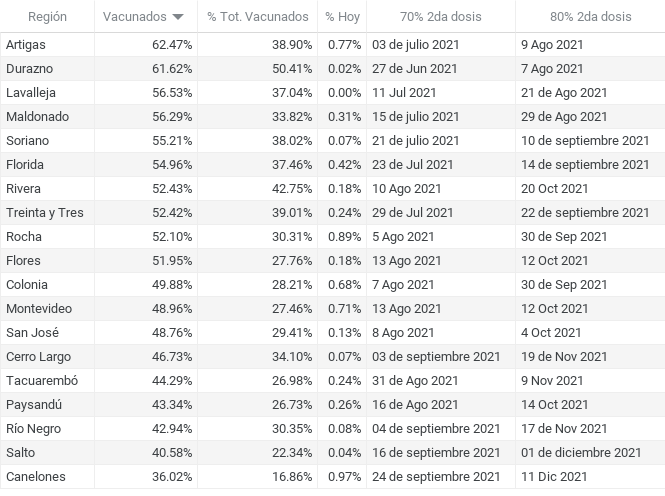 Región Vacunados % Tot. Vacunados % Hoy 70% 2da dosis 80% 2da dosis
Artigas 62.47% 38.90% 0.77% 03 de julio 2021 9 Ago 2021
Durazno 61.62% 50.41% 0.02% 27 de Jun 2021 7 Ago 2021
Lavalleja 56.53% 37.04% 0.00% 11 Jul 2021 21 de Ago 2021
Maldonado 56.29% 33.82% 0.31% 15 de julio 2021 29 de Ago 2021
Soriano 55.21% 38.02% 0.07% 21 de julio 2021 10 de septiembre 2021
Florida 54.96% 37.46% 0.42% 23 de Jul 2021 14 de septiembre 2021
Rivera 52.43% 42.75% 0.18% 10 Ago 2021 20 Oct 2021
Treinta y Tres 52.42% 39.01% 0.24% 29 de Jul 2021 22 de septiembre 2021
Rocha 52.10% 30.31% 0.89% 5 Ago 2021 30 de Sep 2021
Flores 51.95% 27.76% 0.18% 13 Ago 2021 12 Oct 2021
Colonia 49.88% 28.21% 0.68% 7 Ago 2021 30 de Sep 2021
Montevideo 48.96% 27.46% 0.71% 13 Ago 2021 12 Oct 2021
San José 48.76% 29.41% 0.13% 8 Ago 2021 4 Oct 2021
Cerro Largo 46.73% 34.10% 0.07% 03 de septiembre 2021 19 de Nov 2021
Tacuarembó 44.29% 26.98% 0.24% 31 de Ago 2021 9 Nov 2021
Paysandú 43.34% 26.73% 0.26% 16 de Ago 2021 14 Oct 2021
Río Negro 42.94% 30.35% 0.08% 04 de septiembre 2021 17 de Nov 2021
Salto 40.58% 22.34% 0.04% 16 de septiembre 2021 01 de diciembre 2021
Canelones 36.02% 16.86% 0.97% 24 de septiembre 2021 11 Dic 2021